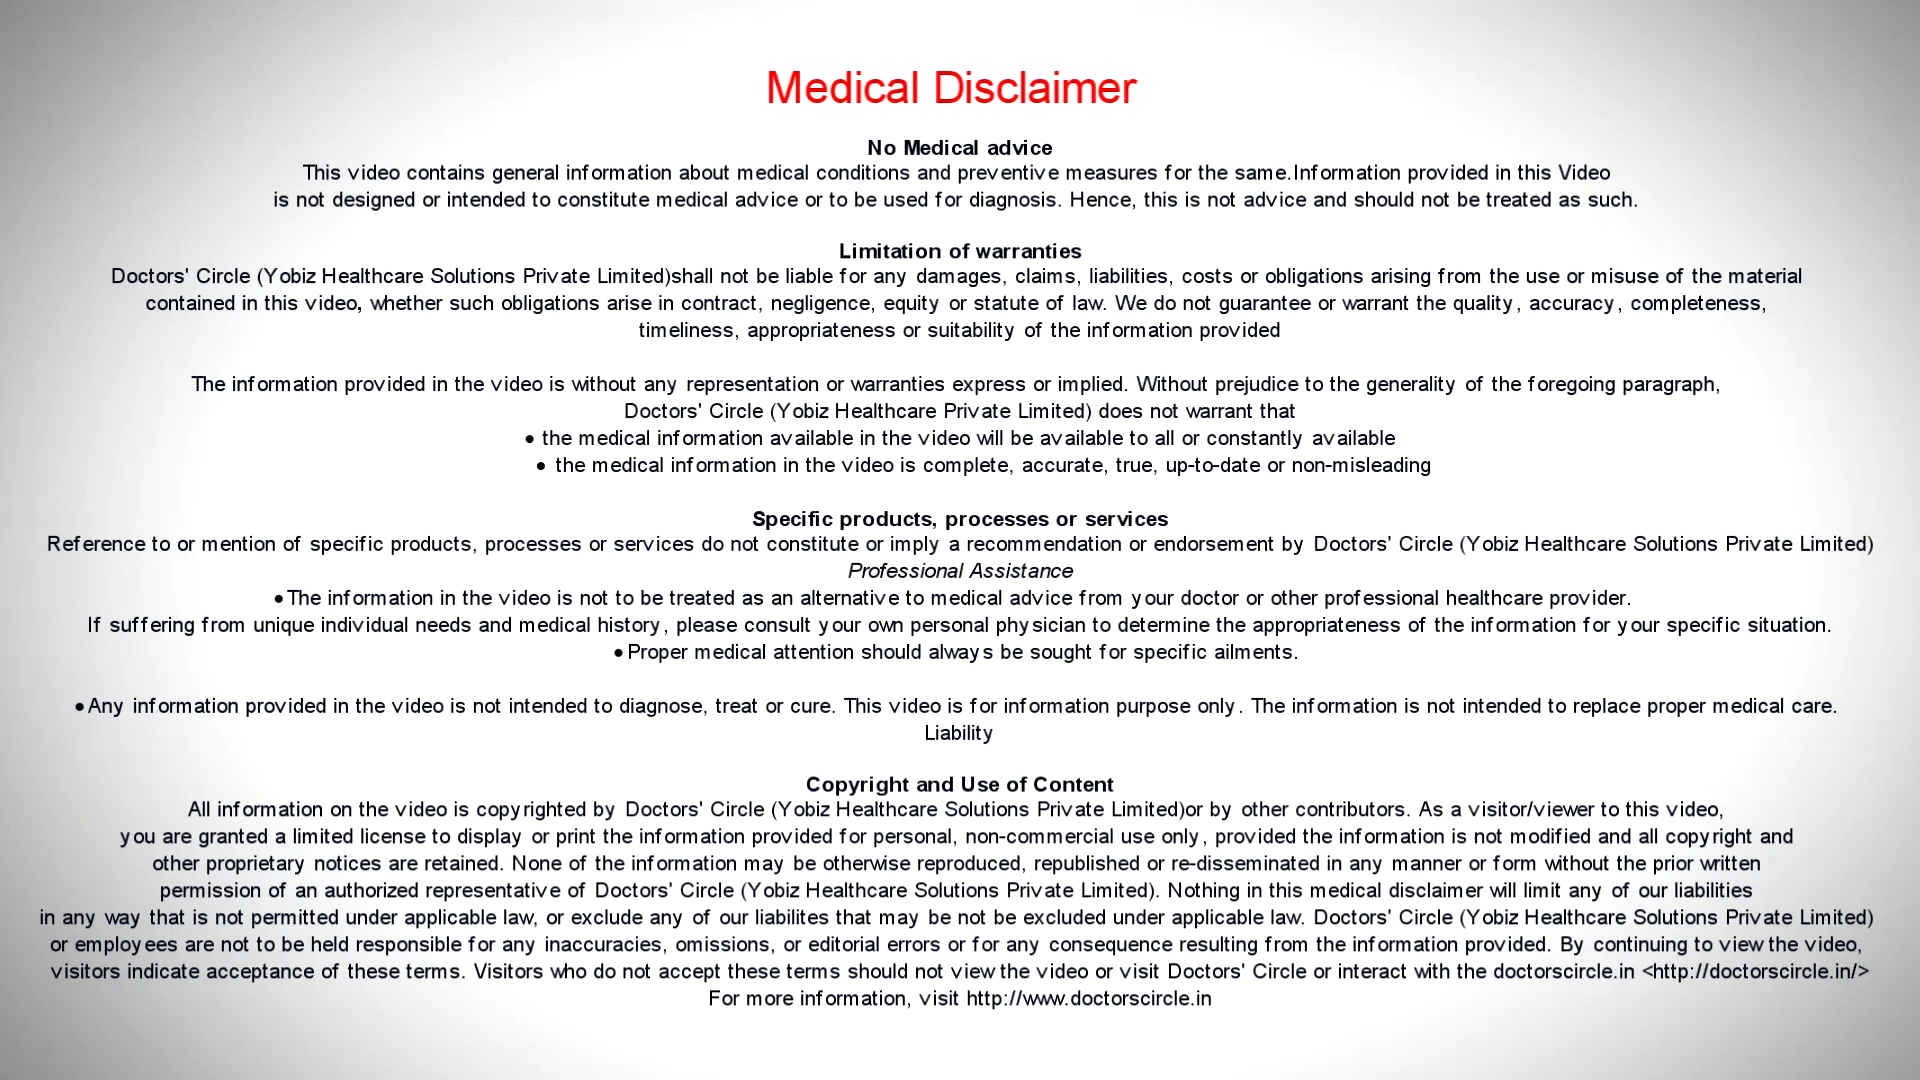 Medical Disclaimer
No Medical advice
This video contains general information about medical conditions and preventive measures for the same.Information provided in this Video
is not designed or intended to constitute medical advice or to be used for diagnosis. Hence, this is not advice and should not be treated as such.
Limitation of warranties
Doctors' Circle (Yobiz Healthcare Solutions Private Limited)shall not be liable for any damages, claims, liabilities, costs or obligations arising from the use or misuse of the material
contained in this video, whether such obligations arise in contract, negligence, equity or statute of law. We do not guarantee or warrant the quality, accuracy, completeness,
timeliness, appropriateness or suitability of the information provided
The information provided in the video is without any representation or warranties express or implied. Without prejudice to the generality of the foregoing paragraph,
Doctors' Circle (Yobiz Healthcare Private Limited) does not warrant that
• the medical information available in the video will be available to all or constantly available
• the medical information in the video is complete, accurate, true, up-to-date or non-misleading
Specific products, processes or services
Reference to or mention of specific products, processes or services do not constitute or imply a recommendation or endorsement by Doctors' Circle (Yobiz Healthcare Solutions Private Limited)
Professional Assistance
•The information in the video is not to be treated as an alternative to medical advice from your doctor or other professional healthcare provider.
If suffering from unique individual needs and medical history, please consult your own personal physician to determine the appropriateness of the information for your specific situation.
•Proper medical attention should always be sought for specific ailments.
•Any information provided in the video is not intended to diagnose, treat or cure. This video is for information purpose only. The information is not intended to replace proper medical care.
Liability
Copyright and Use of Content
All information on the video is copyrighted by Doctors' Circle (Yobiz Healthcare Solutions Private Limited)or by other contributors. As a visitor/viewer to this video,
you are granted a limited license to display or print the information provided for personal, non-commercial use only, provided the information is not modified and all copyright and
other proprietary notices are retained. None of the information may be otherwise reproduced, republished or re-disseminated in any manner or form without the prior written
permission of an authorized representative of Doctors' Circle (Yobiz Healthcare Solutions Private Limited). Nothing in this medical disclaimer will limit any of our liabilities
in any way that is not permitted under applicable law, or exclude any of our liabilites that may be not be excluded under applicable law. Doctors' Circle (Yobiz Healthcare Solutions Private Limited)
or employees are not to be held responsible for any inaccuracies, omissions, or editorial errors or for any consequence resulting from the information provided. By continuing to view the video,
visitors indicate acceptance of these terms. Visitors who do not accept these terms should not view the video or visit Doctors' Circle or interact with the doctorscircle.in <http://doctorscircle.in/>
For more information, visit http://www.doctorscircle.in